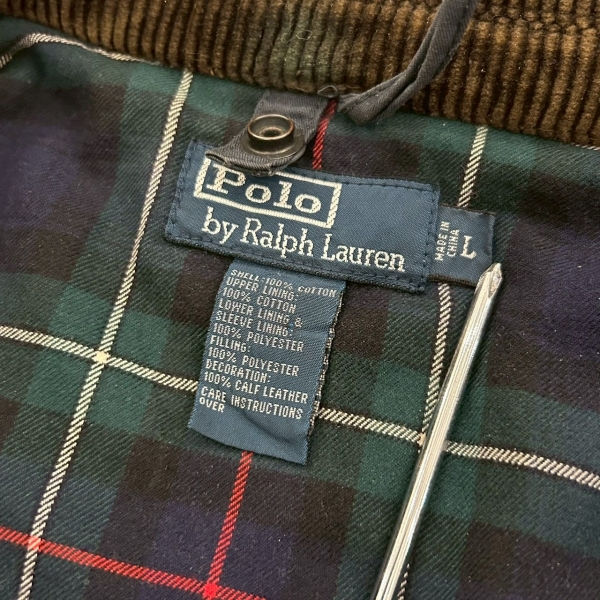 Polo
by Ralph Lauren
MADE IN
CHINA
L
SHELL:100% COTTON
UPPER LINING:
100% COTTON
LOWER LINING &
SLEEVE LINING:
100% POLYESTER
FILLING:
100% POLYESTER
DECORATION:
100% CALF LEATHER
CARE INSTRUCTIONS
OVER